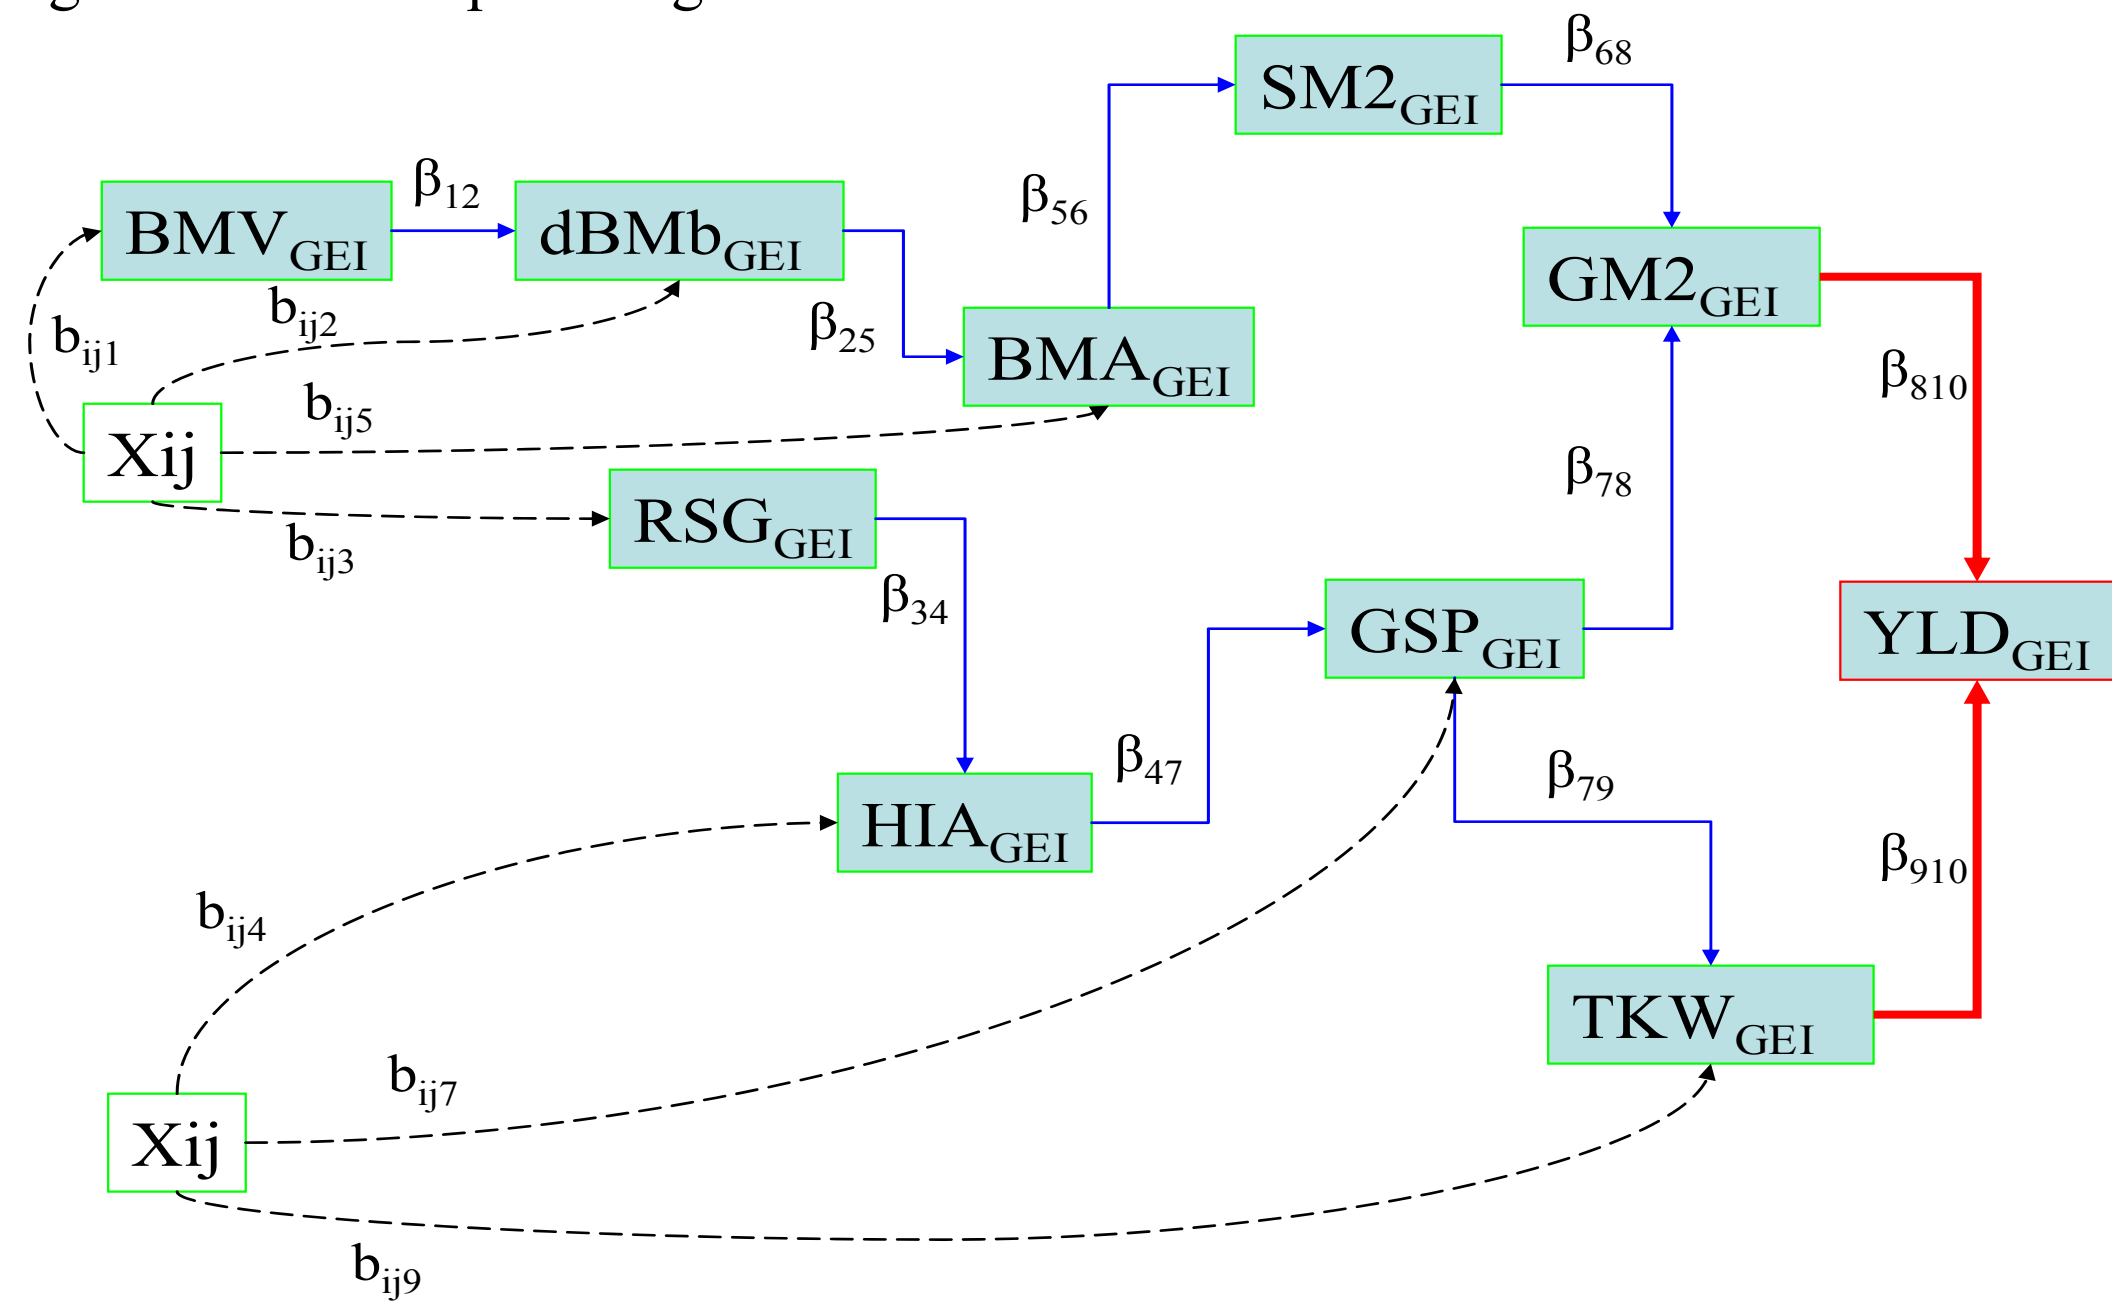 β68
SM2GEI
β12
β56
BMVGEI
dBMbGEI
GM2GEI
bij2
bij1
β25
BMAGEI
β810
bij5
Xij
β78
RSGGEI
bij3
β34
GSPGEI
YLDGEI
β47
β79
HIAGEI
β910
bij4
TKWGEI
bij7
Xij
bij9